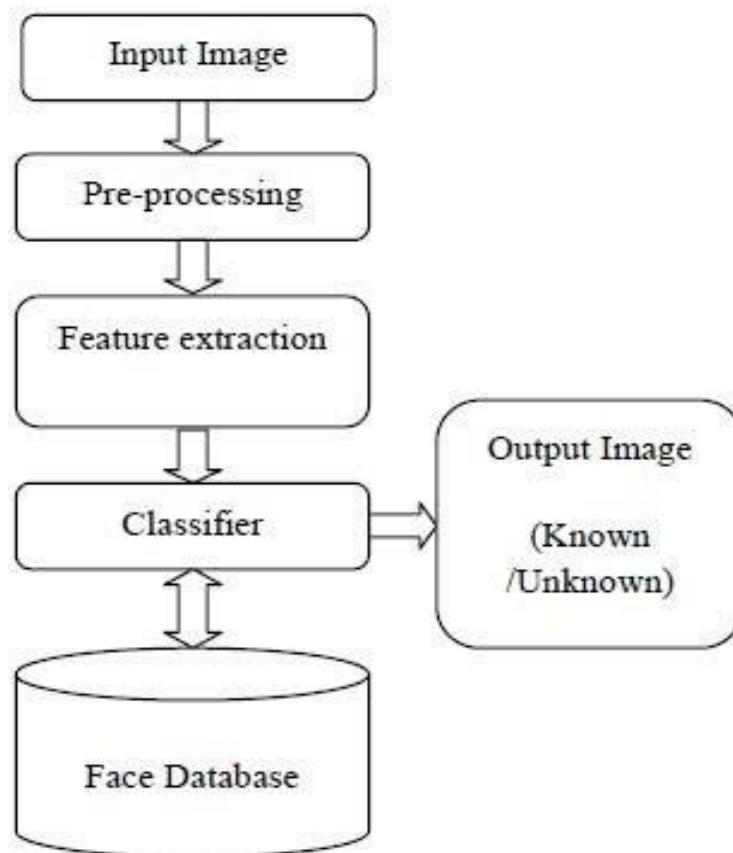 Input Image
Pre-processing
Feature extraction
Classifier
Output Image
(Known
/Unknown)
Face Database